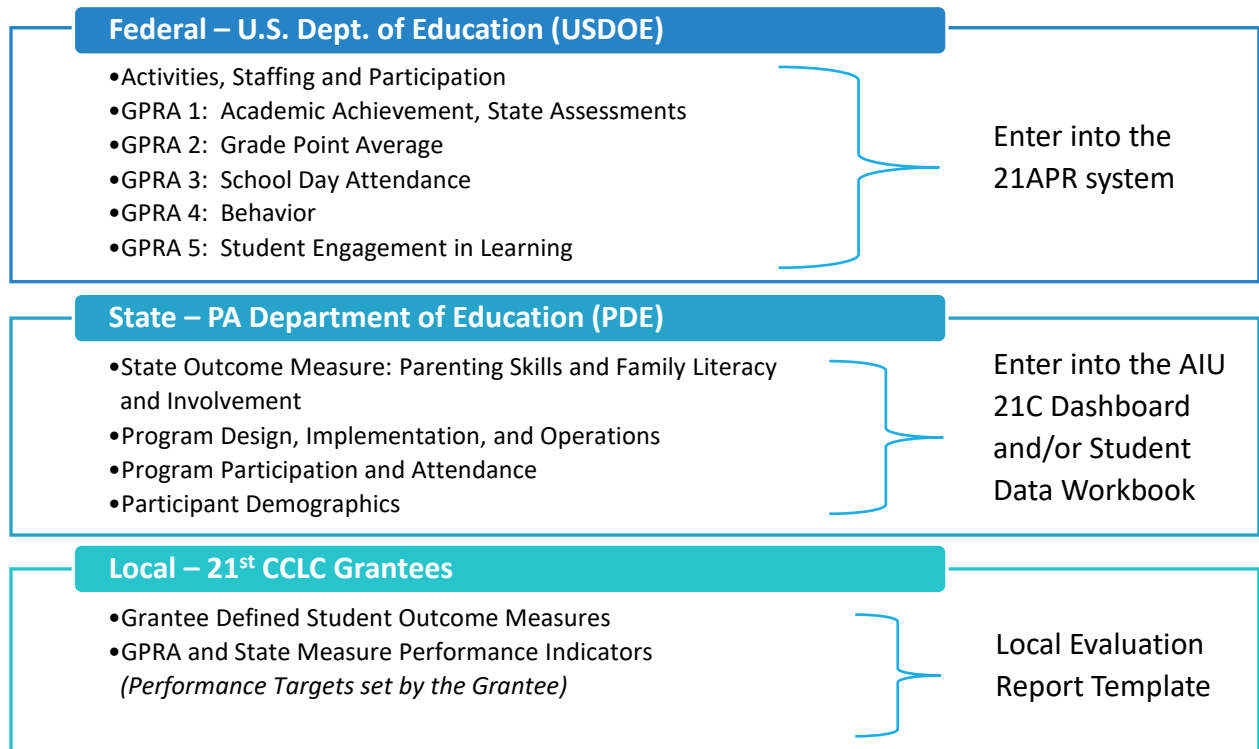 Federal – U.S. Dept. of Education (USDOE)
•Activities, Staffing and Participation
•GPRA 1:  Academic Achievement, State Assessments
•GPRA 2:  Grade Point Average
•GPRA 3:  School Day Attendance
•GPRA 4:  Behavior
•GPRA 5:  Student Engagement in Learning
Enter into the
21APR system
State – PA Department of Education (PDE)
•State Outcome Measure: Parenting Skills and Family Literacy
and Involvement
•Program Design, Implementation, and Operations
•Program Participation and Attendance
•Participant Demographics
Enter into the AIU
21C Dashboard
and/or Student
Data Workbook
Local – 21st CCLC Grantees
•Grantee Defined Student Outcome Measures
•GPRA and State Measure Performance Indicators
(Performance Targets set by the Grantee)
Local Evaluation
Report Template